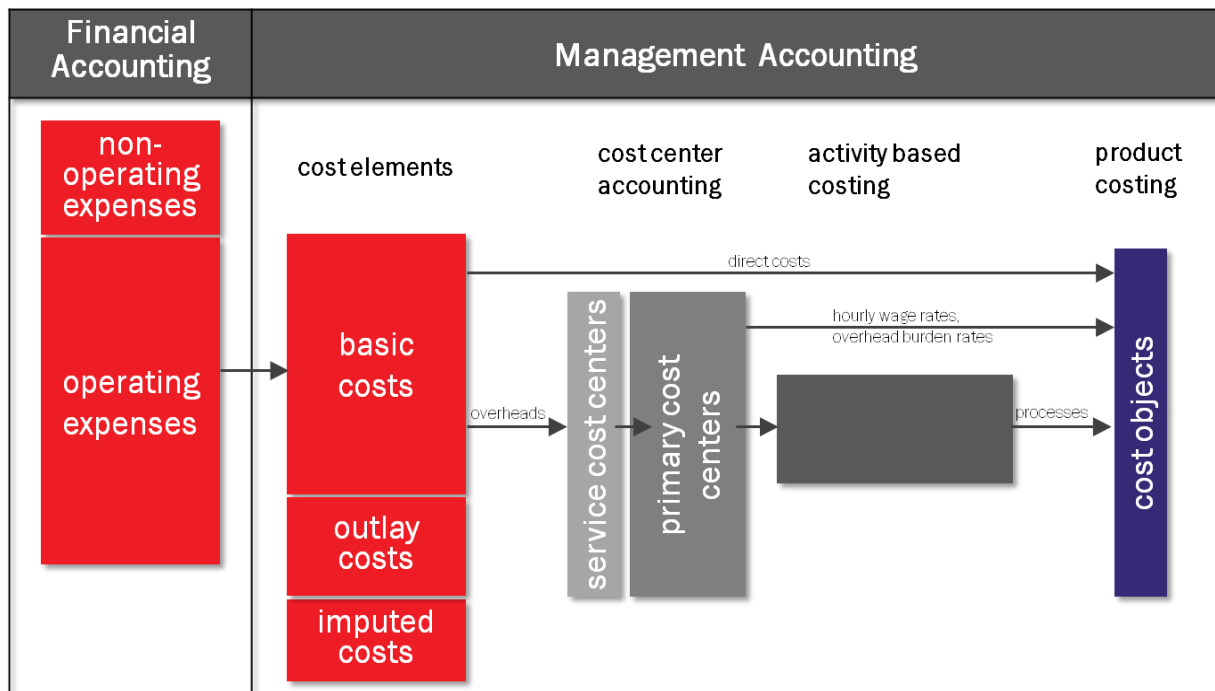 Financial
Accounting
Management Accounting
non-
operating
expenses
operating
expenses
cost elements
cost center
accounting
activity based
costing
product
costing
basic
costs
outlay
costs
imputed
costs
direct costs
hourly wage rates,
overhead burden rates
overheads
processes
service cost centers
primary cost
centers
cost objects